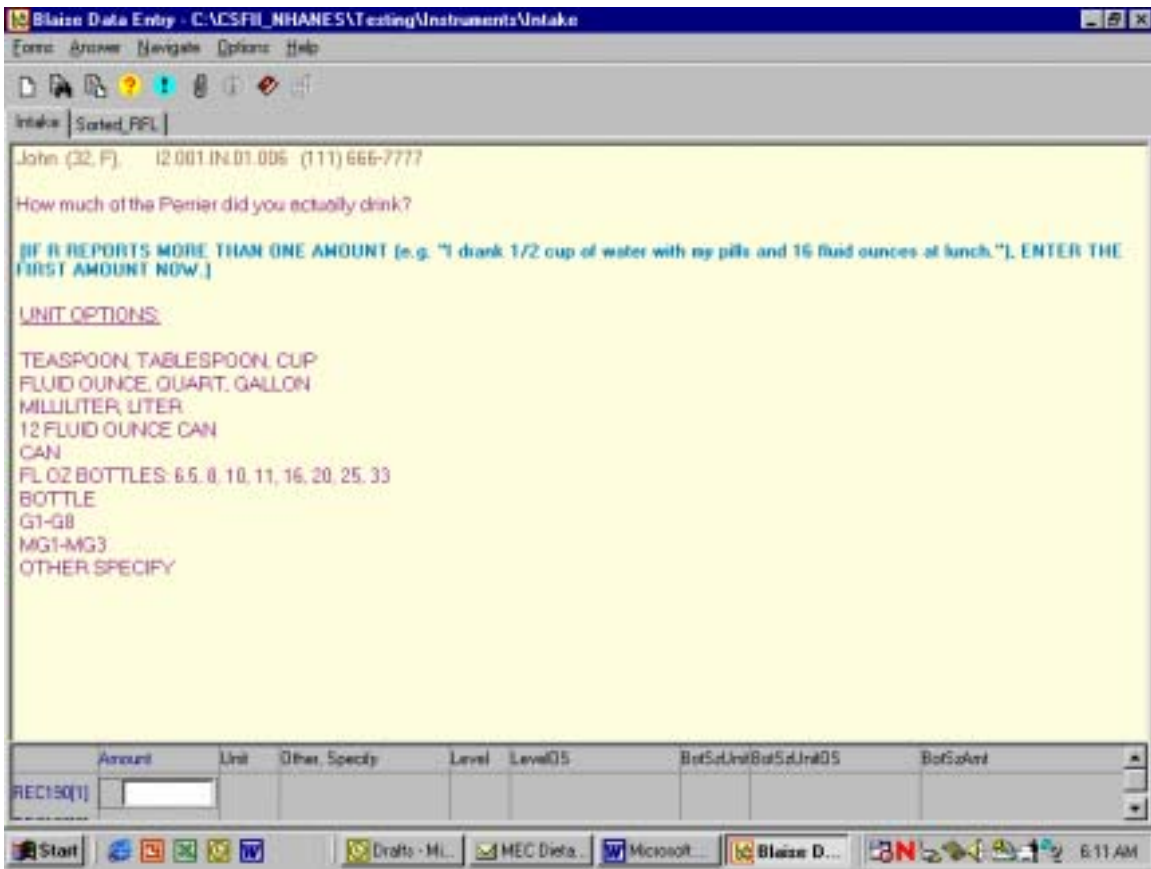 Blaise Data Entry - C:\CSFII_NHANES\Testing\Instruments\Intake
Forms Answer Navigate Options Help
Intake Sorted_RFL
John (32, F), I2.001.IN.01.006 (111) 666-7777
How much of the Perrier did you actually drink?
[IF R REPORTS MORE THAN ONE AMOUNT (e.g. "I drank 1/2 cup of water with my pills and 16 fluid ounces at lunch."), ENTER THE
FIRST AMOUNT NOW.]
UNIT OPTIONS:
TEASPOON, TABLESPOON, CUP
FLUID OUNCE, QUART, GALLON
MILLILITER, LITER
12 FLUID OUNCE CAN
CAN
FL OZ BOTTLES: 6.5, 8, 10, 11, 16, 20, 25, 33
BOTTLE
G1-G8
MG1-MG3
OTHER SPECIFY
Amount Unit Other, Specify Level LevelOS BotSzUnit BotSzUnitOS BotSzAmt
REC190[1]
Start Drafts - Mi... MEC Dieta... Microsoft ... Blaise D... N 6:11 AM